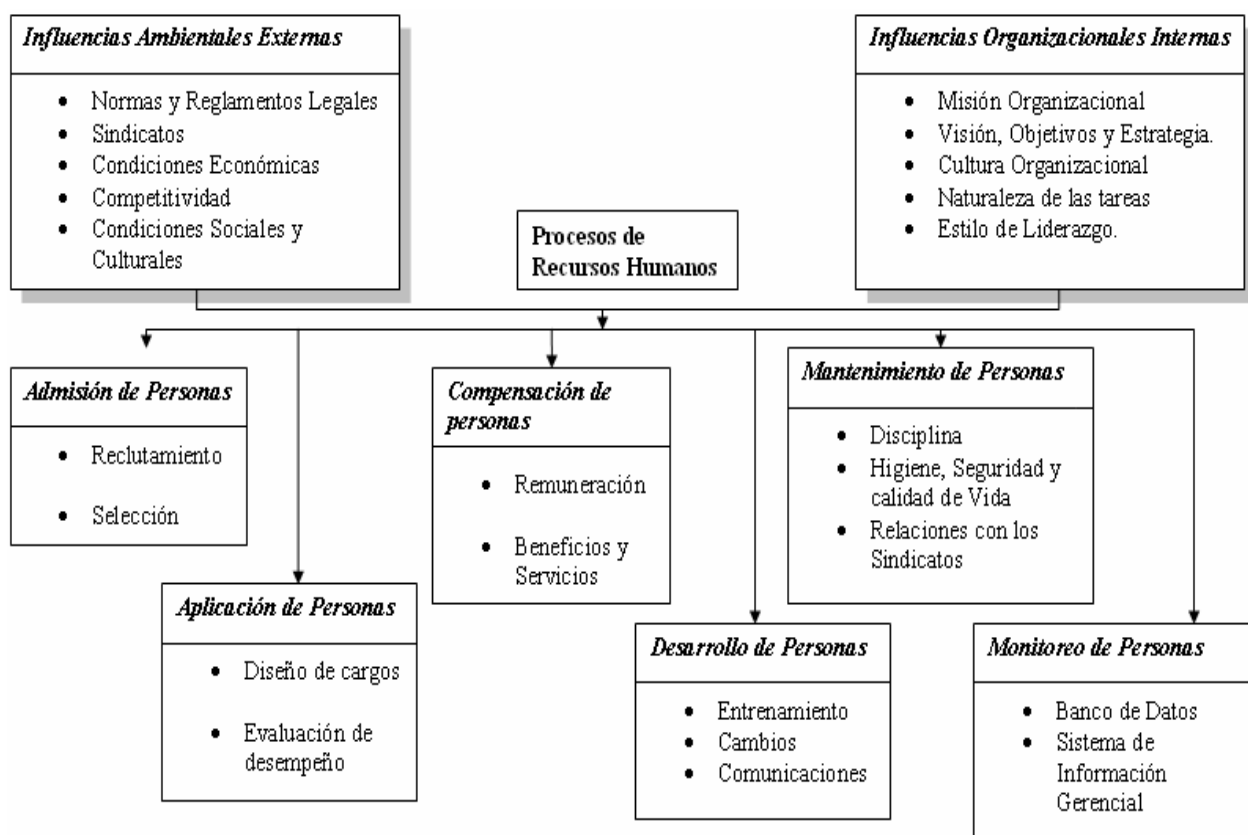 Influencias Ambientales Externas
• Normas y Reglamentos Legales
• Sindicatos
• Condiciones Económicas
• Competitividad
• Condiciones Sociales y
Culturales
Influencias Organizacionales Internas
• Misión Organizacional
• Visión, Objetivos y Estrategia.
• Cultura Organizacional
• Naturaleza de las tareas
• Estilo de Liderazgo.
Procesos de
Recursos Humanos
Admisión de Personas
• Reclutamiento
• Selección
Aplicación de Personas
• Diseño de cargos
• Evaluación de
desempeño
Compensación de
personas
• Remuneración
• Beneficios y
Servicios
Desarrollo de Personas
• Entrenamiento
• Cambios
• Comunicaciones
Mantenimiento de Personas
• Disciplina
• Higiene, Seguridad y
calidad de Vida
• Relaciones con los
Sindicatos
Monitoreo de Personas
• Banco de Datos
• Sistema de
Información
Gerencial